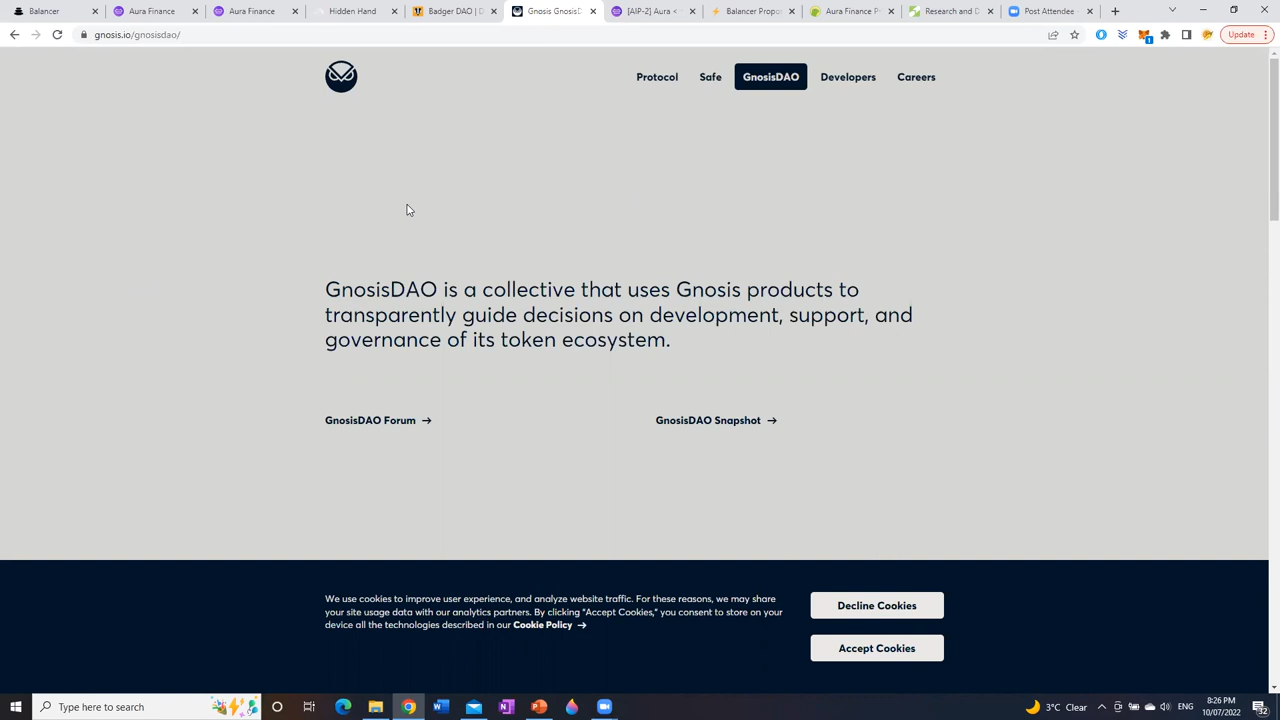 Balancer
Aura Finance
Aura Finance
Hidden Hand
Badger DAO | D
Gnosis GnosisD
[AIP-2] Aura <
Balancer Propo
Aura Finance P
Research and D
Post Attendee
gnosis.io/gnosisdao/
1
Update
Protocol
Safe
GnosisDAO
Developers
Careers
GnosisDAO is a collective that uses Gnosis products to
transparently guide decisions on development, support, and
governance of its token ecosystem.
GnosisDAO Forum →
GnosisDAO Snapshot →
We use cookies to improve user experience, and analyze website traffic. For these reasons, we may share
your site usage data with our analytics partners. By clicking "Accept Cookies," you consent to store on your
device all the technologies described in our Cookie Policy →
Decline Cookies
Accept Cookies
Type here to search
3°C Clear
ENG
8:26 PM
10/07/2022
32